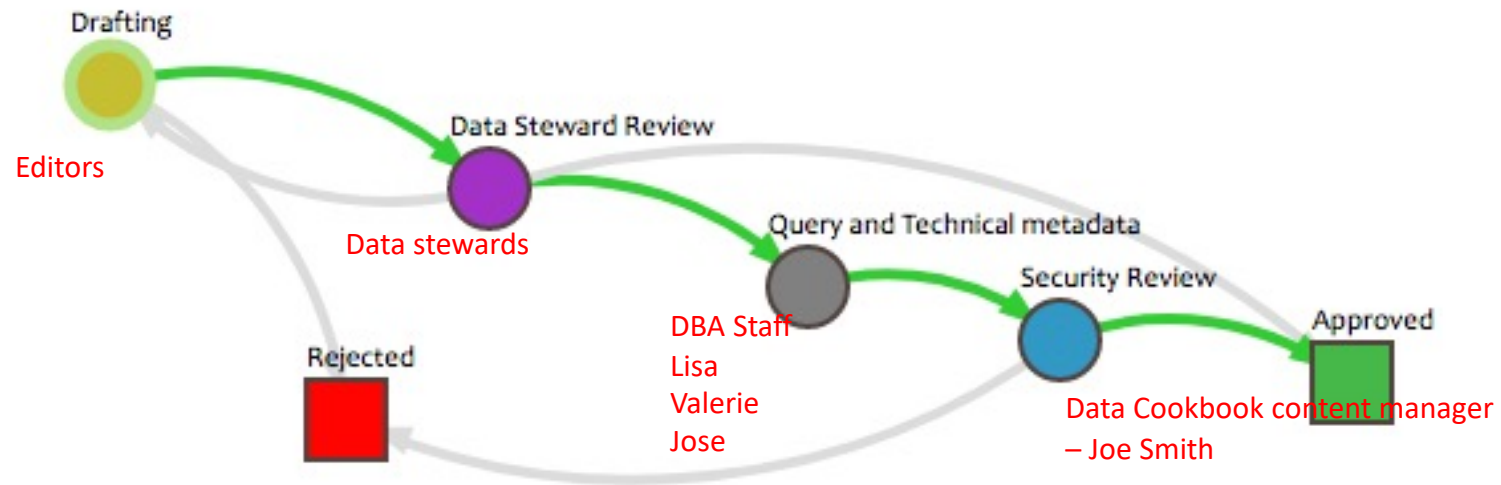 Drafting
Editors
Data Steward Review
Data stewards
Query and Technical metadata
DBA Staff
Lisa
Valerie
Jose
Security Review
Data Cookbook content manager
– Joe Smith
Approved
Rejected